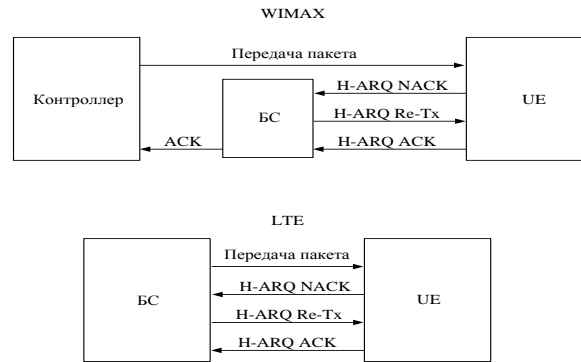 WIMAX
Передача пакета
H-ARQ NACK
Контроллер
БС
H-ARQ Re-Tx
UE
ACK
H-ARQ ACK
LTE
Передача пакета
H-ARQ NACK
БС
UE
H-ARQ Re-Tx
H-ARQ ACK